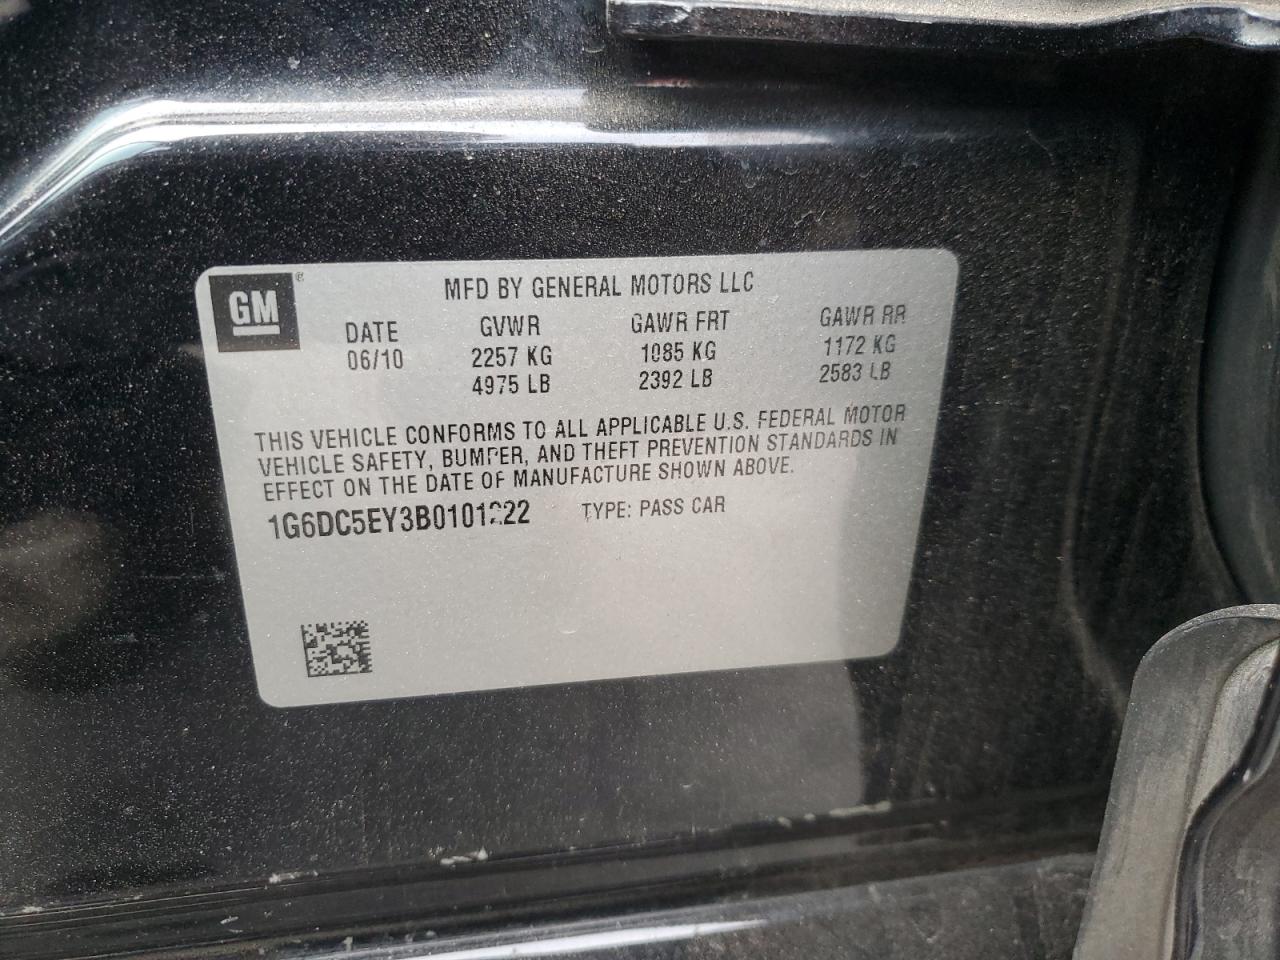 GM®
MFD BY GENERAL MOTORS LLC
DATE GVWR GAWR FRT GAWR RR
06/10 2257 KG 1085 KG 1172 KG
4975 LB 2392 LB 2583 LB
THIS VEHICLE CONFORMS TO ALL APPLICABLE U.S. FEDERAL MOTOR
VEHICLE SAFETY, BUMPER, AND THEFT PREVENTION STANDARDS IN
EFFECT ON THE DATE OF MANUFACTURE SHOWN ABOVE.
1G6DC5EY3B0101222 TYPE: PASS CAR